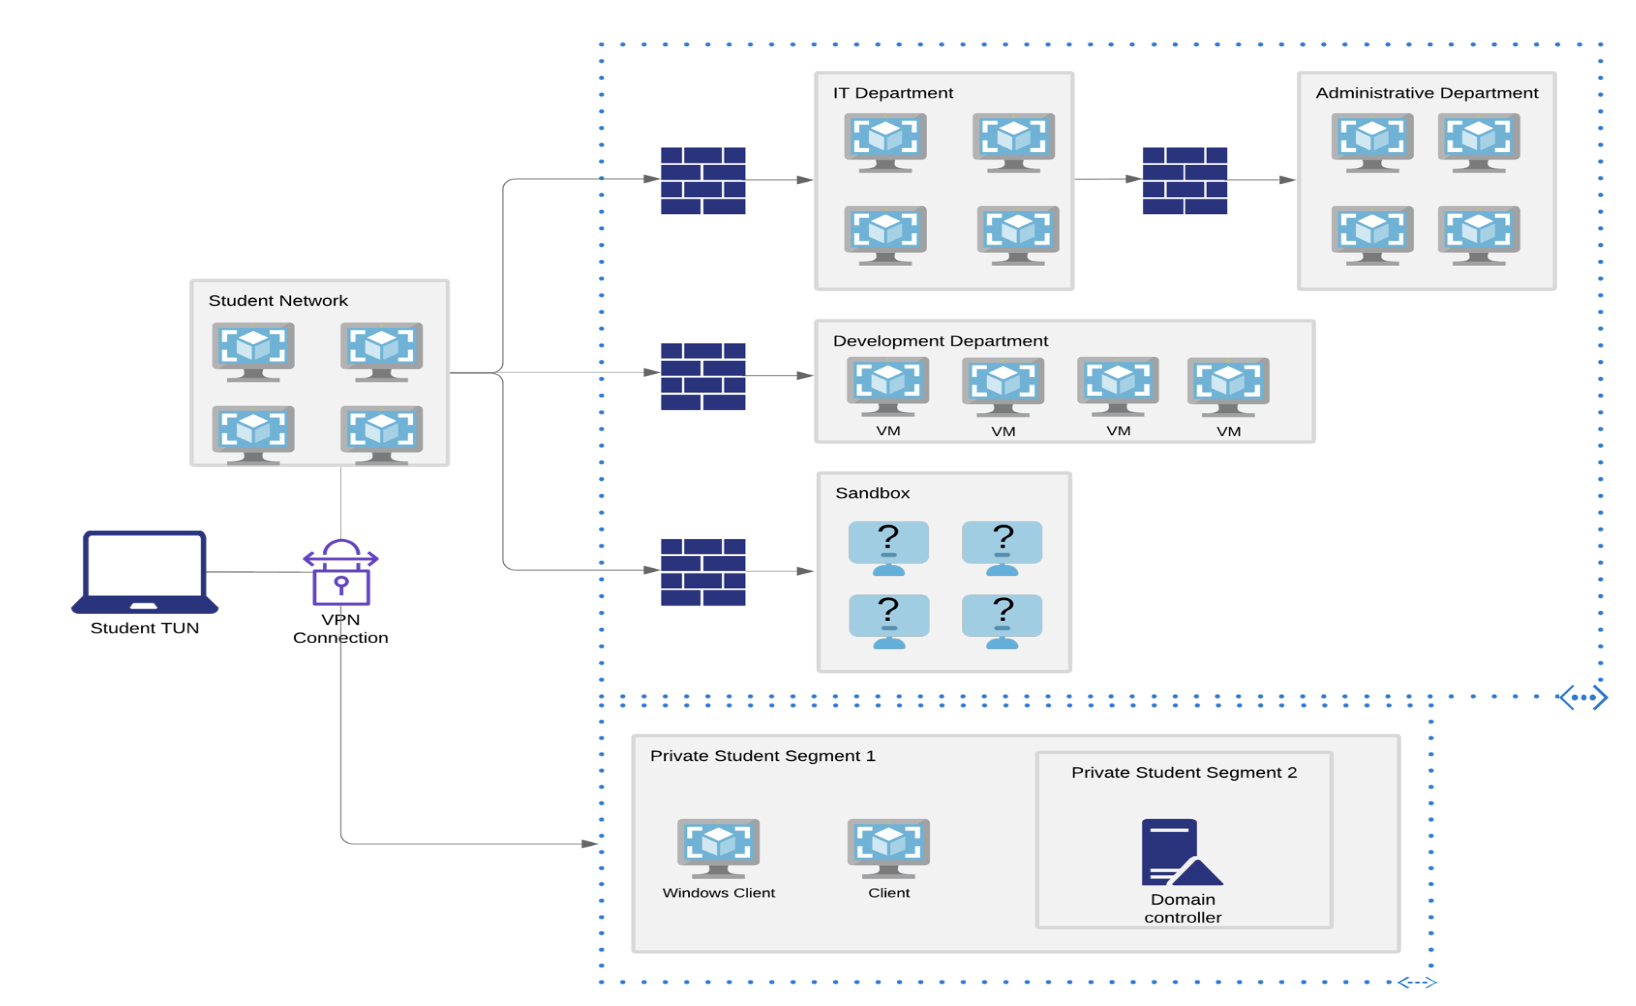 IT Department
Administrative Department
Student Network
Development Department
VM
VM
VM
VM
Sandbox
?
?
?
?
Student TUN
VPN
Connection
Private Student Segment 1
Private Student Segment 2
Windows Client
Client
Domain
controller